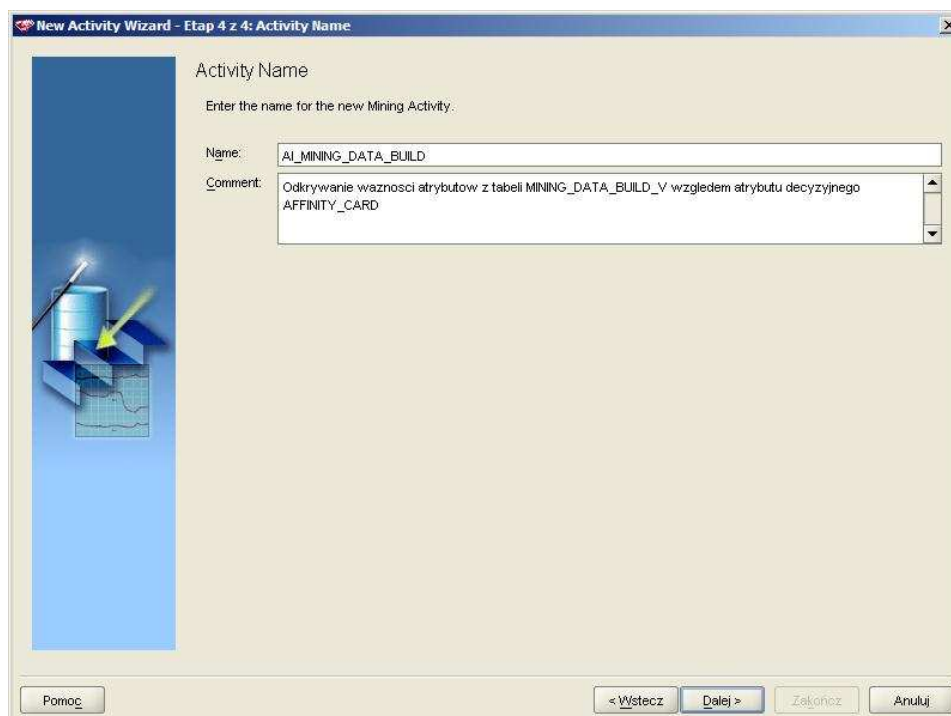 New Activity Wizard - Etap 4 z 4: Activity Name
Activity Name
Enter the name for the new Mining Activity.
Name: AI_MINING_DATA_BUILD
Comment: Odkrywanie waznosci atrybutow z tabeli MINING_DATA_BUILD_V wzgledem atrybutu decyzyjnego
AFFINITY_CARD
Pomoc < Wstecz Dalej > Zakończ Anuluj